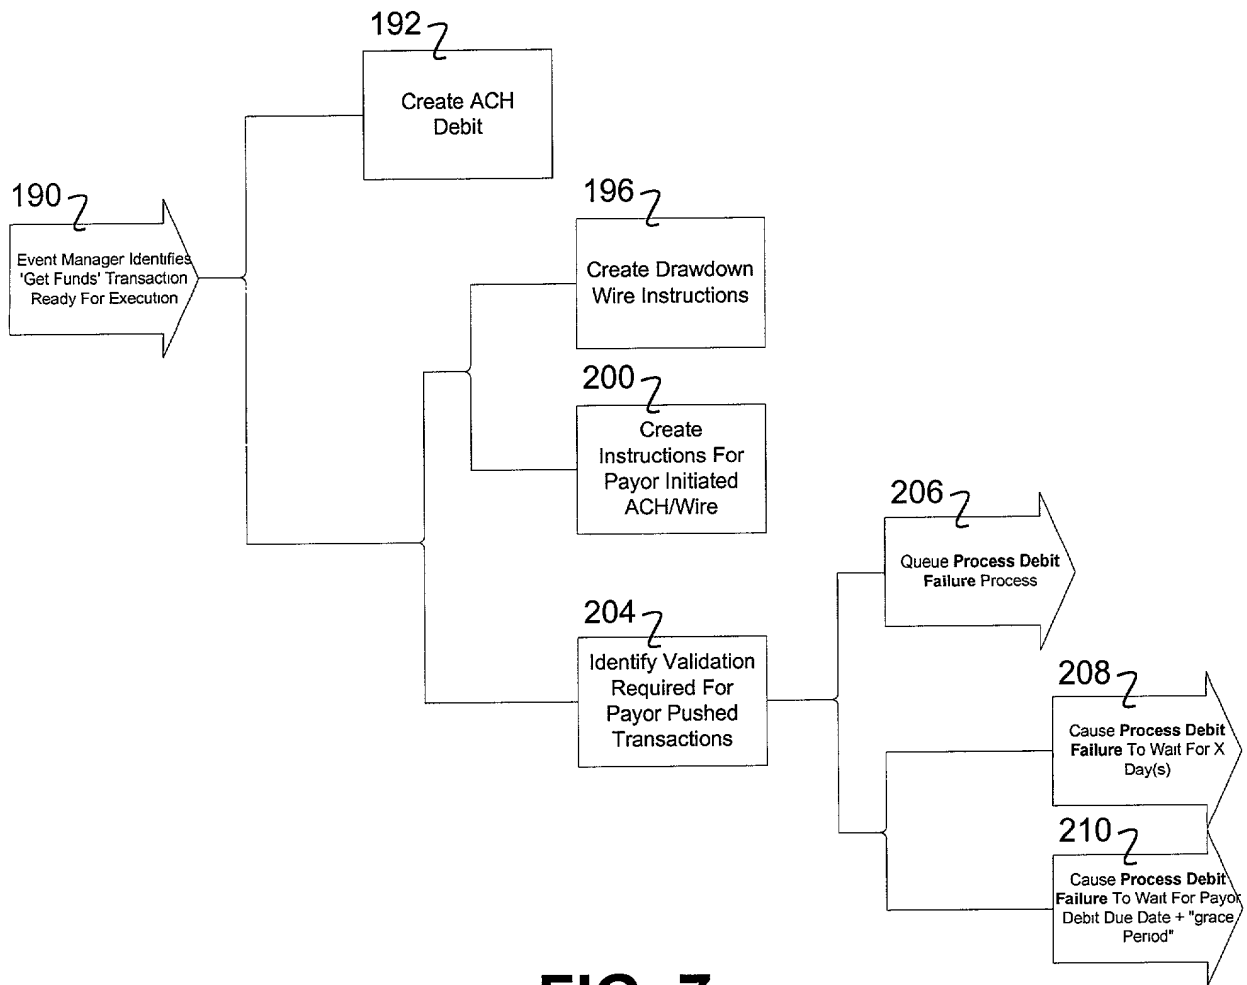 192
Create ACH
Debit
190
Event Manager Identifies
'Get Funds' Transaction
Ready For Execution
196
Create Drawdown
Wire Instructions
200
Create
Instructions For
Payor Initiated
ACH/Wire
204
Identify Validation
Required For
Payor Pushed
Transactions
206
Queue Process Debit
Failure Process
208
Cause Process Debit
Failure To Wait For X
Day(s)
210
Cause Process Debit
Failure To Wait For Payor
Debit Due Date + "grace
Period"
FIG. 7